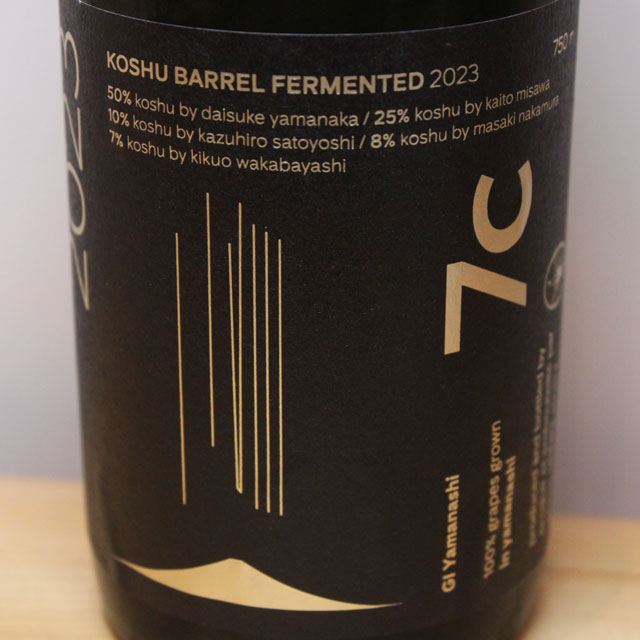 2023
KOSHU BARREL FERMENTED 2023
750 m
50% koshu by daisuke yamanaka / 25% koshu by kaito misawa
10% koshu by kazuhiro satoyoshi / 8% koshu by masaki nakamura
7% koshu by kikuo wakabayashi
7c
GI Yamanashi
100% grapes grown
in yamanashi